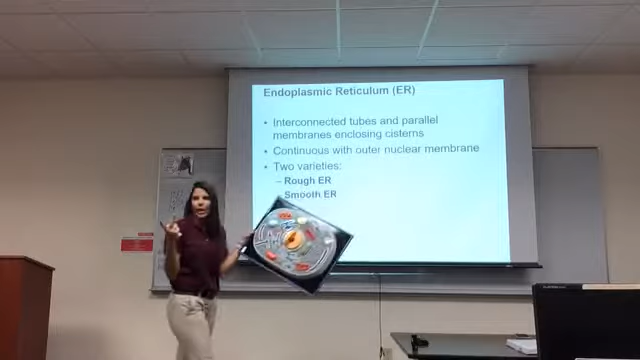 Endoplasmic Reticulum (ER)
• Interconnected tubes and parallel
membranes enclosing cisterns
• Continuous with outer nuclear membrane
• Two varieties:
– Rough ER
– Smooth ER